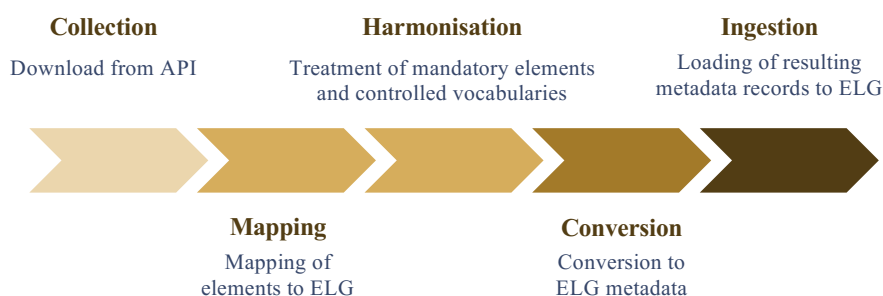 Collection
Download from API
Harmonisation
Treatment of mandatory elements
and controlled vocabularies
Ingestion
Loading of resulting
metadata records to ELG
Mapping
Mapping of
elements to ELG
Conversion
Conversion to
ELG metadata